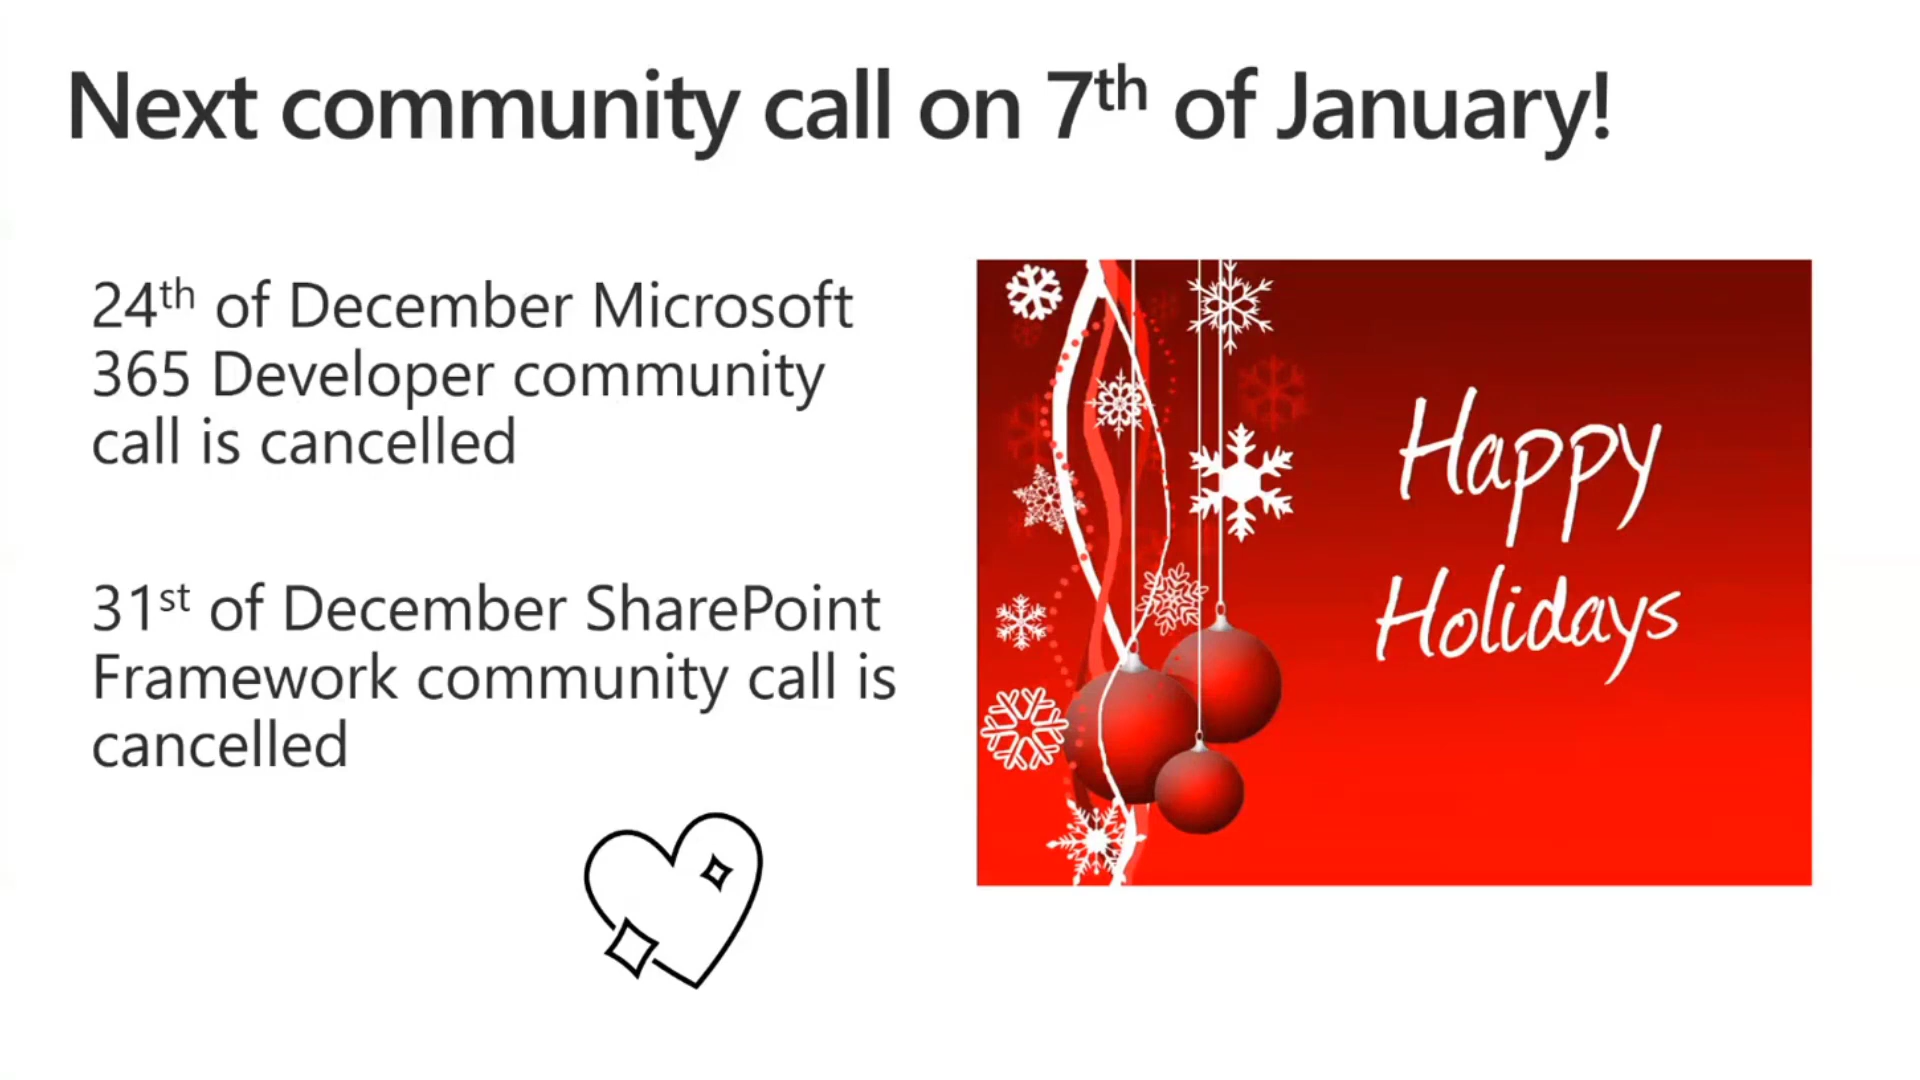 Next community call on 7th of January!
24th of December Microsoft
365 Developer community
call is cancelled
31st of December SharePoint
Framework community call is
cancelled
Happy
Holidays